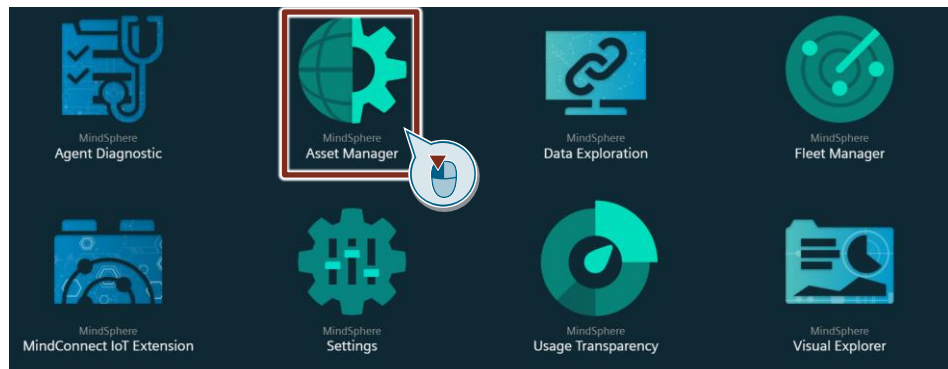 MindSphere
Agent Diagnostic
MindSphere
Asset Manager
MindSphere
Data Exploration
MindSphere
Fleet Manager
MindSphere
MindConnect IoT Extension
MindSphere
Settings
MindSphere
Usage Transparency
MindSphere
Visual Explorer